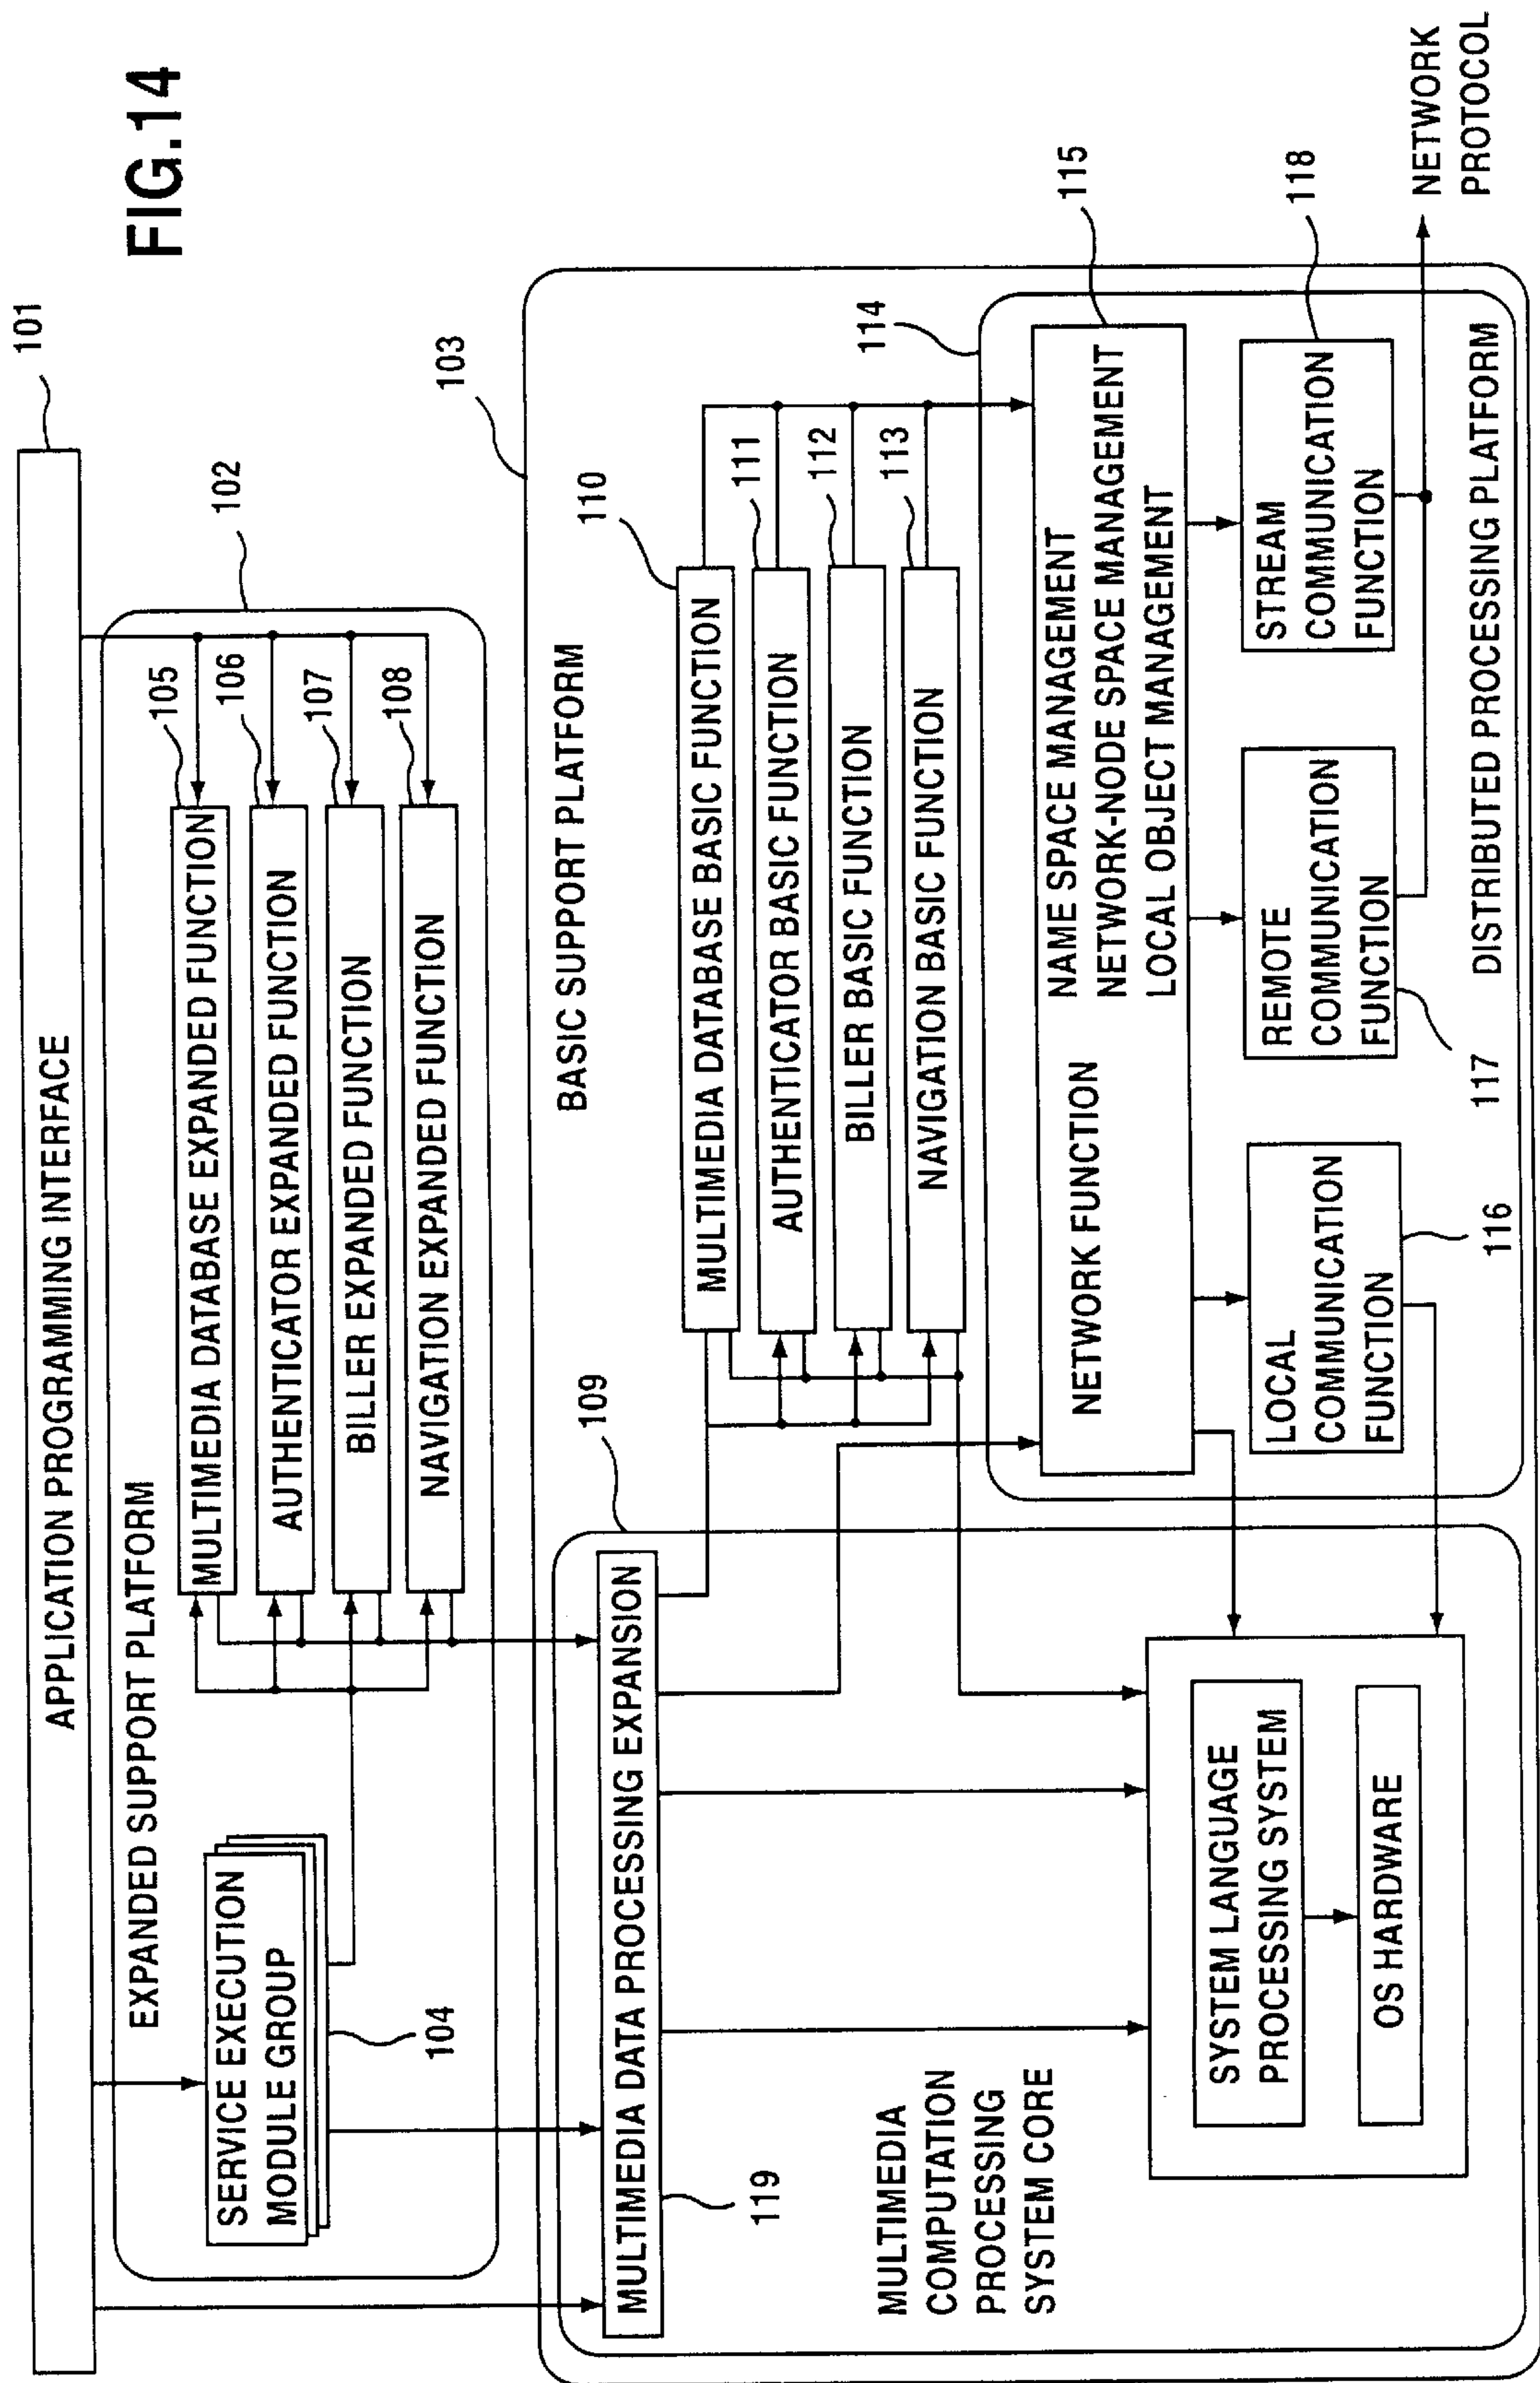 FIG.14
101
APPLICATION PROGRAMMING INTERFACE
102
EXPANDED SUPPORT PLATFORM
SERVICE EXECUTION
MODULE GROUP
104
105
MULTIMEDIA DATABASE EXPANDED FUNCTION
106
AUTHENTICATOR EXPANDED FUNCTION
107
BILLER EXPANDED FUNCTION
108
NAVIGATION EXPANDED FUNCTION
103
BASIC SUPPORT PLATFORM
109
MULTIMEDIA DATA PROCESSING EXPANSION
119
110
MULTIMEDIA DATABASE BASIC FUNCTION
111
AUTHENTICATOR BASIC FUNCTION
112
BILLER BASIC FUNCTION
113
NAVIGATION BASIC FUNCTION
MULTIMEDIA
COMPUTATION
PROCESSING
SYSTEM CORE
SYSTEM LANGUAGE
PROCESSING SYSTEM
OS HARDWARE
114
115
NETWORK FUNCTION
NAME SPACE MANAGEMENT
NETWORK-NODE SPACE MANAGEMENT
LOCAL OBJECT MANAGEMENT
LOCAL
COMMUNICATION
FUNCTION
116
REMOTE
COMMUNICATION
FUNCTION
117
STREAM
COMMUNICATION
FUNCTION
118
DISTRIBUTED PROCESSING PLATFORM
NETWORK
PROTOCOL